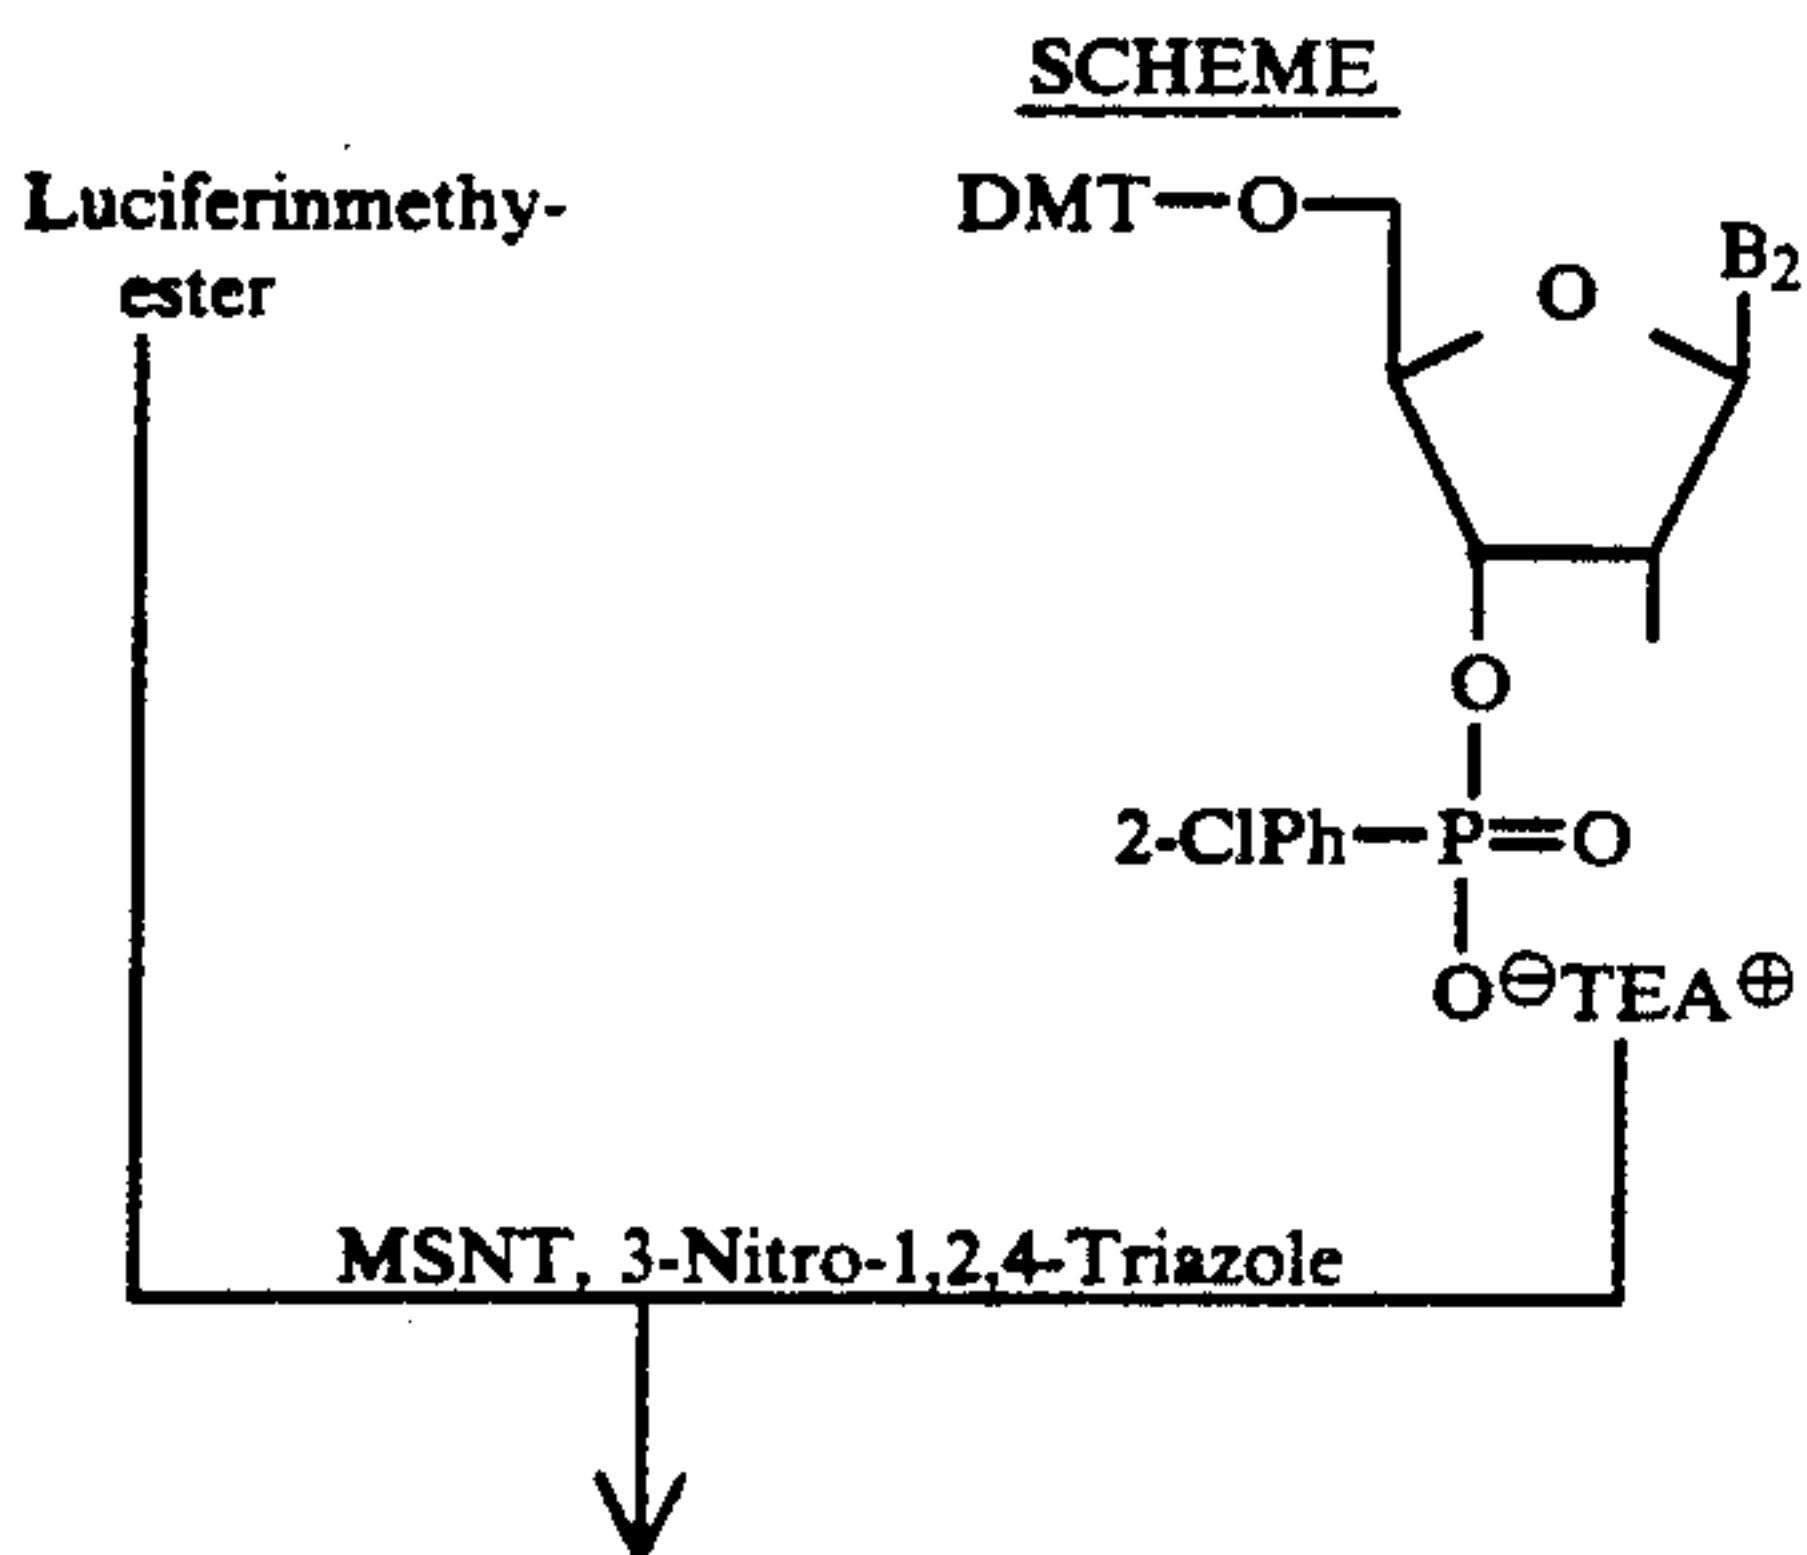 SCHEME
Luciferinmethy-
ester
DMT—O
O
B2
O
2-ClPh—P=O
O⊖TEA⊕
MSNT, 3-Nitro-1,2,4-Triazole